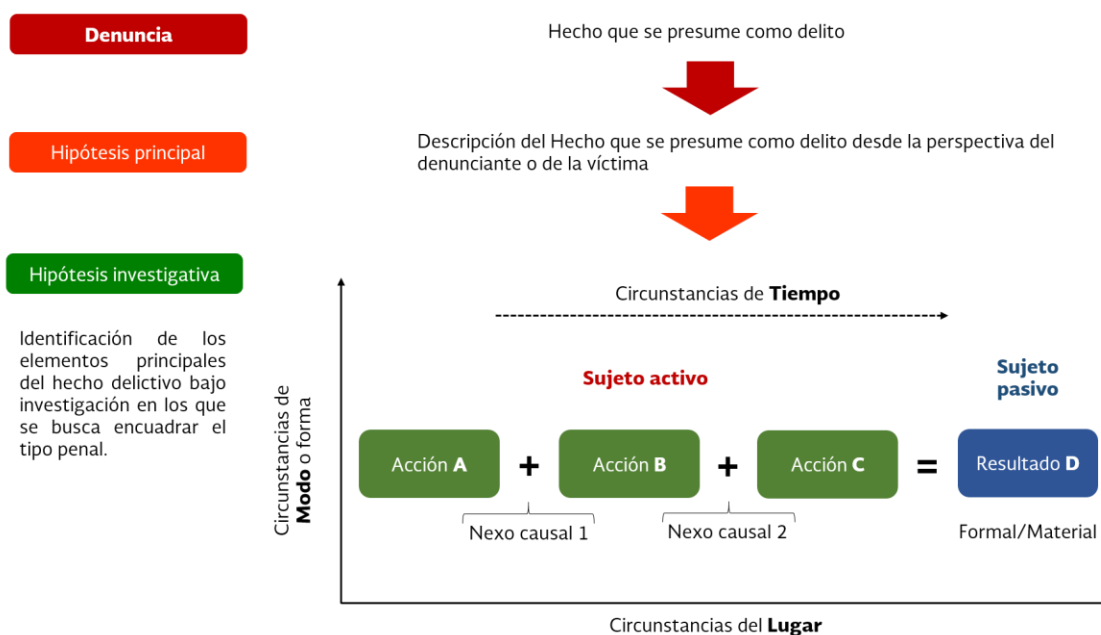 Denuncia
Hecho que se presume como delito
Hipótesis principal
Descripción del Hecho que se presume como delito desde la perspectiva del
denunciante o de la víctima
Hipótesis investigativa
Identificación de los
elementos principales
del hecho delictivo bajo
investigación en los que
se busca encuadrar el
tipo penal.
Circunstancias de Tiempo
Sujeto activo
Sujeto
pasivo
Circunstancias de
Modo o forma
Acción A
+
Acción B
+
Acción C
=
Resultado D
Nexo causal 1
Nexo causal 2
Formal/Material
Circunstancias del Lugar